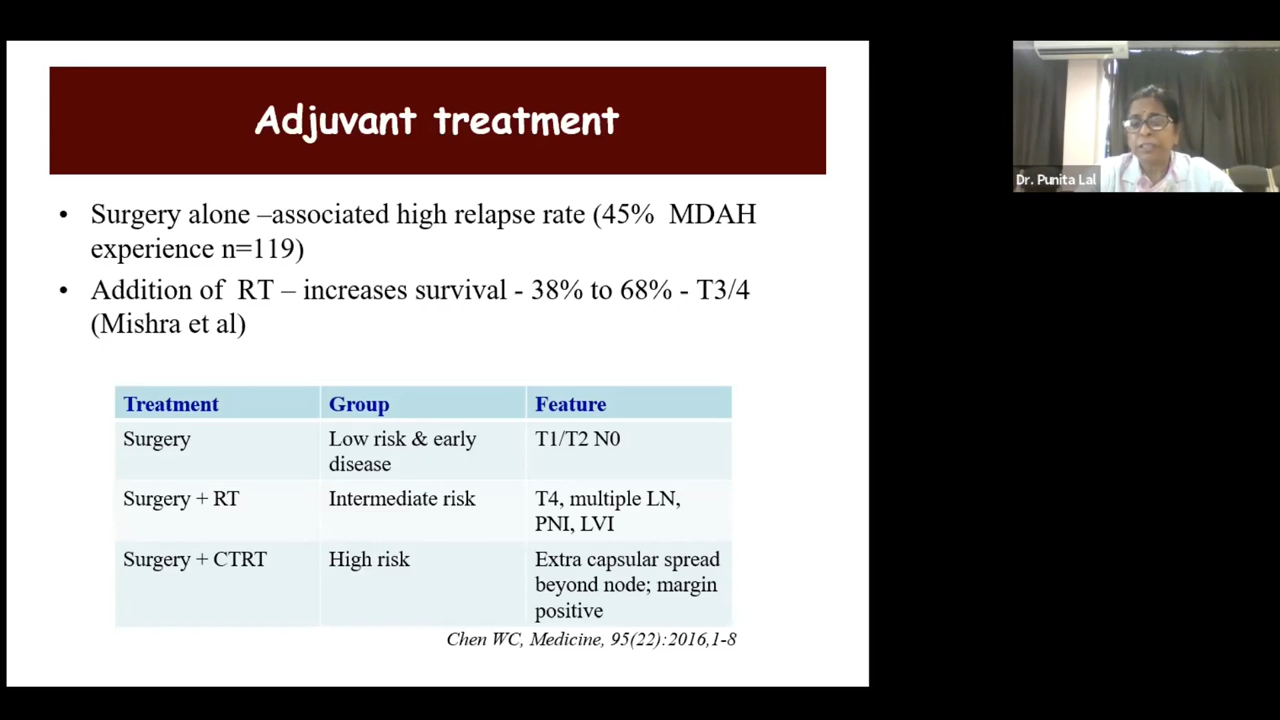 Adjuvant treatment
• Surgery alone –associated high relapse rate (45% MDAH
experience n=119)
• Addition of RT – increases survival - 38% to 68% - T3/4
(Mishra et al)
Treatment Group Feature
Surgery Low risk & early T1/T2 N0
disease
Surgery + RT Intermediate risk T4, multiple LN,
PNI, LVI
Surgery + CTRT High risk Extra capsular spread
beyond node; margin
positive
Chen WC, Medicine, 95(22):2016,1-8
Dr. Punita Lal